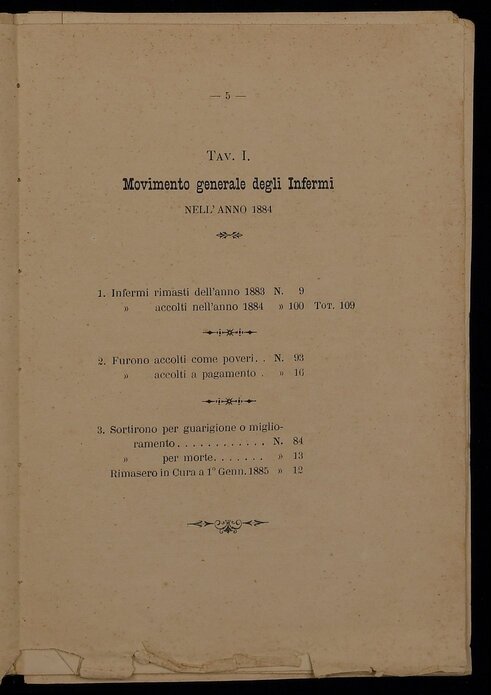 — 5 —
TAV. I.
Movimento generale degli Infermi
NELL'ANNO 1884
1. Infermi rimasti dell'anno 1883 N. 9
» accolti nell'anno 1884 » 100 TOT. 109
2. Furono accolti come poveri. . N. 93
» accolti a pagamento . » 16
3. Sortirono per guarigione o miglio-
ramento . . . . . . . . . . . . N. 84
» per morte. . . . . . . » 13
Rimasero in Cura a 1° Genn. 1885 » 12